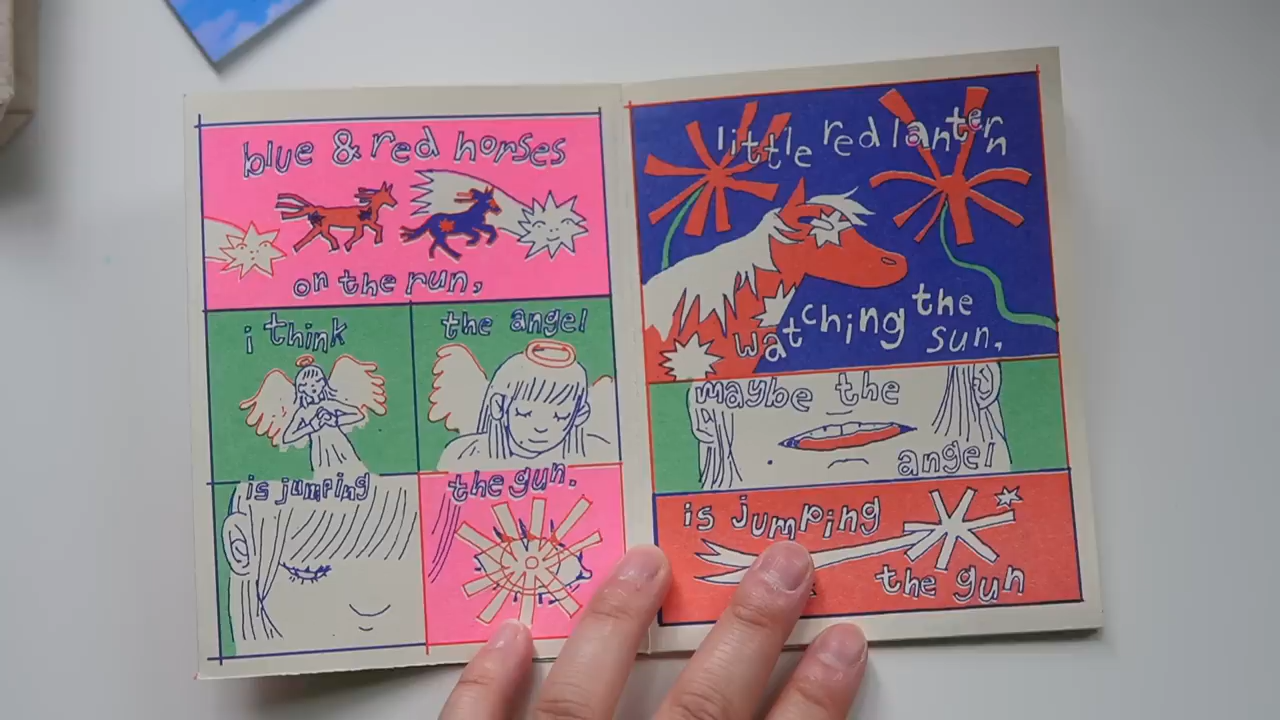 blue & red horses
on the run,
i think
the angel
is jumping
the gun.
little red lantern
watching the
sun,
maybe the
angel
is jumping
the gun